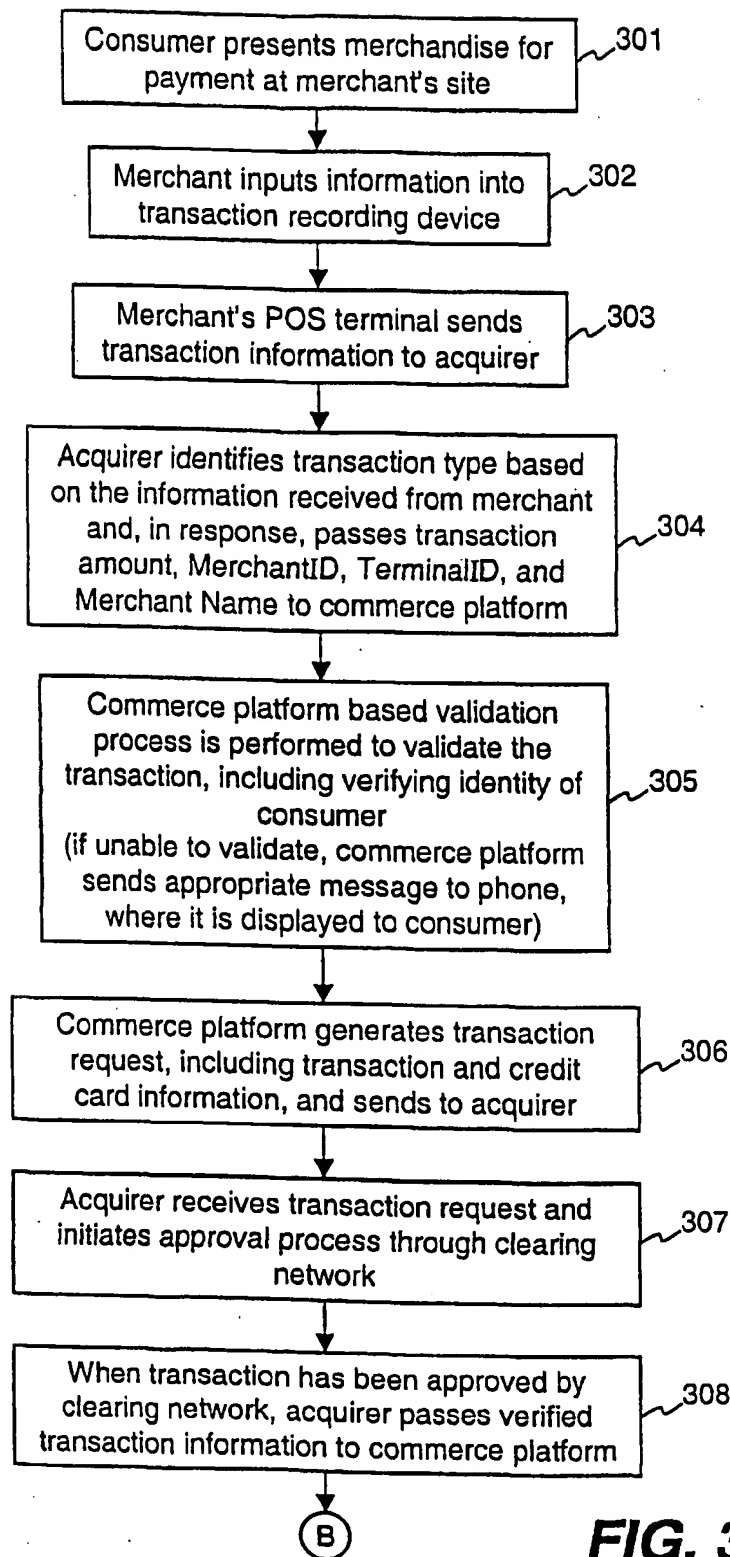 Consumer presents merchandise for
payment at merchant's site
301
Merchant inputs information into
transaction recording device
302
Merchant's POS terminal sends
transaction information to acquirer
303
Acquirer identifies transaction type based
on the information received from merchant
and, in response, passes transaction
amount, MerchantID, TerminalID, and
Merchant Name to commerce platform
304
Commerce platform based validation
process is performed to validate the
transaction, including verifying identity of
consumer
(if unable to validate, commerce platform
sends appropriate message to phone,
where it is displayed to consumer)
305
Commerce platform generates transaction
request, including transaction and credit
card information, and sends to acquirer
306
Acquirer receives transaction request and
initiates approval process through clearing
network
307
When transaction has been approved by
clearing network, acquirer passes verified
transaction information to commerce platform
308
B
FIG. 3